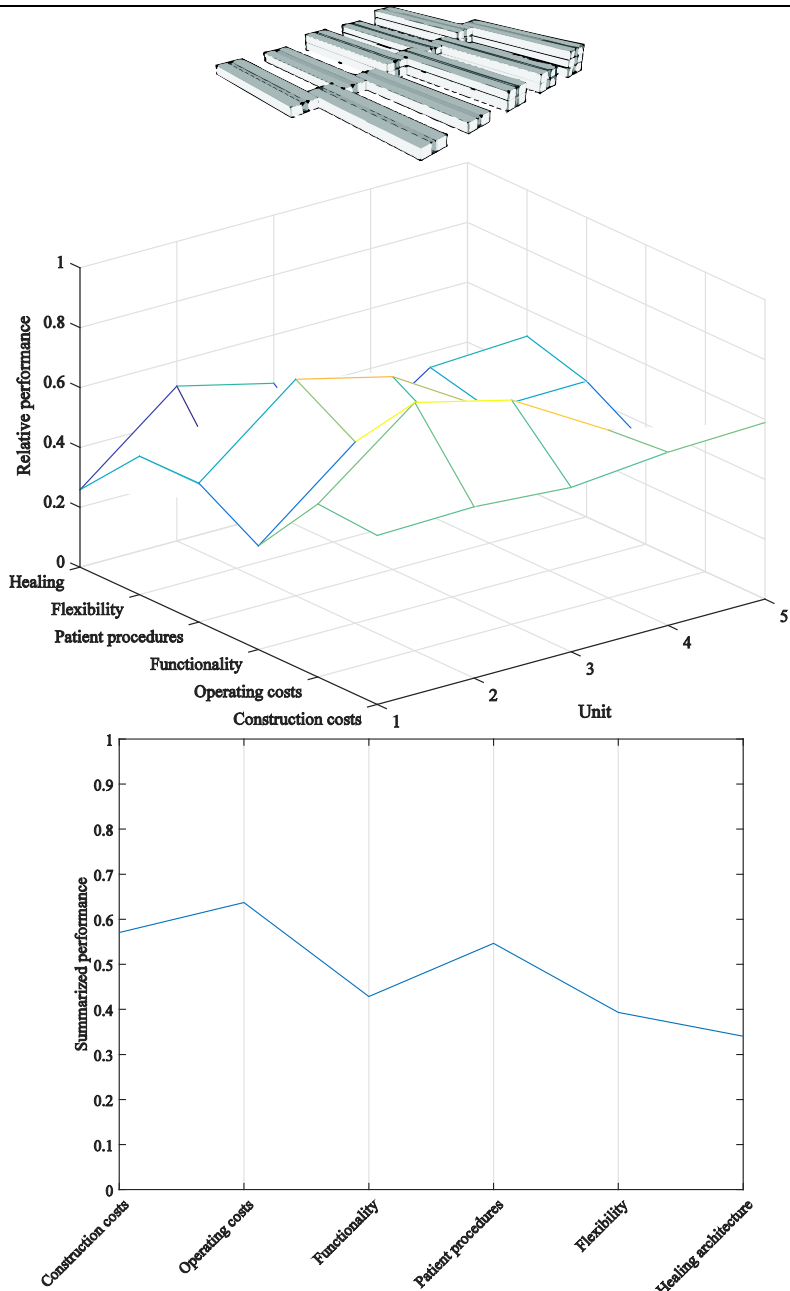 1
0.8
0.6
0.4
0.2
0
Relative performance
Healing
Flexibility
Patient procedures
Functionality
Operating costs
Construction costs
1
2
3
4
5
Unit
1
0.9
0.8
0.7
0.6
0.5
0.4
0.3
0.2
0.1
0
Summarized performance
Construction costs
Operating costs
Functionality
Patient procedures
Flexibility
Healing architecture